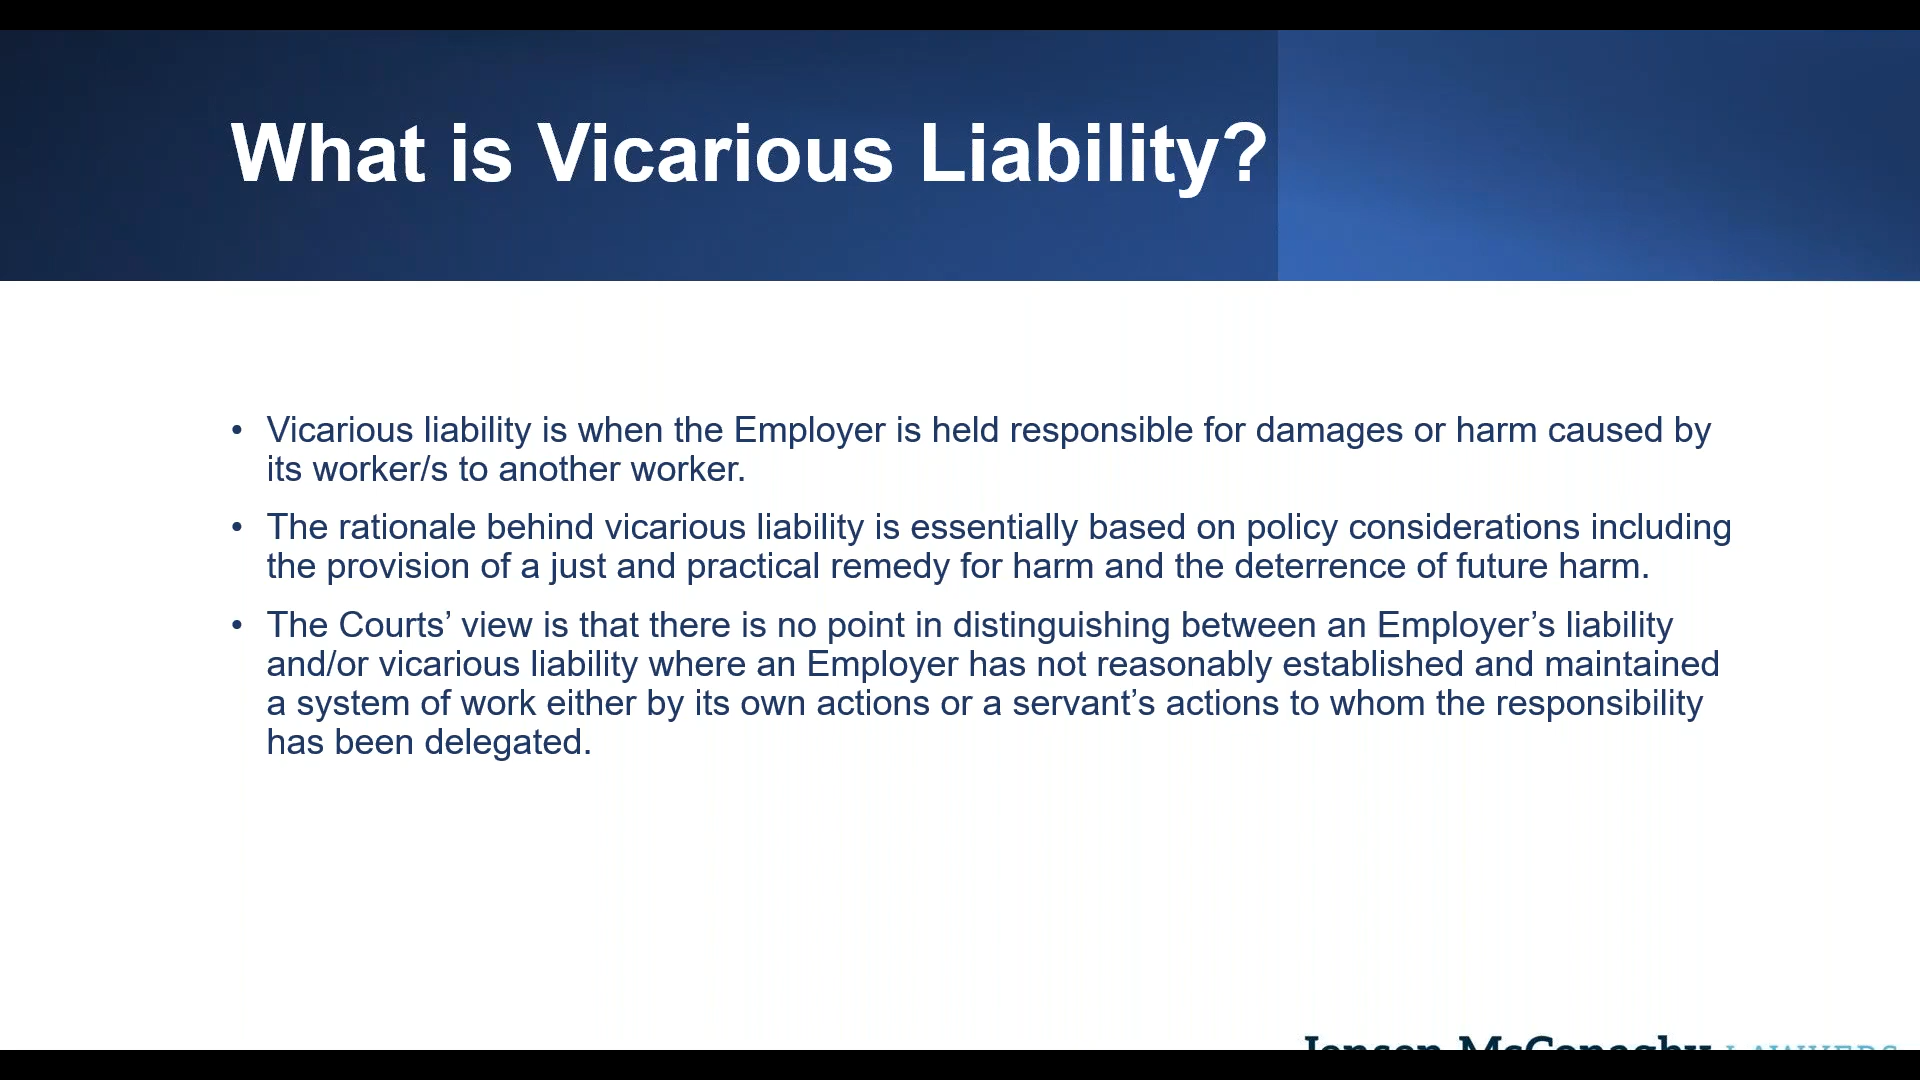 What is Vicarious Liability?
• Vicarious liability is when the Employer is held responsible for damages or harm caused by
its worker/s to another worker.
• The rationale behind vicarious liability is essentially based on policy considerations including
the provision of a just and practical remedy for harm and the deterrence of future harm.
• The Courts’ view is that there is no point in distinguishing between an Employer’s liability
and/or vicarious liability where an Employer has not reasonably established and maintained
a system of work either by its own actions or a servant’s actions to whom the responsibility
has been delegated.
Jensen McConaghy LAWYERS